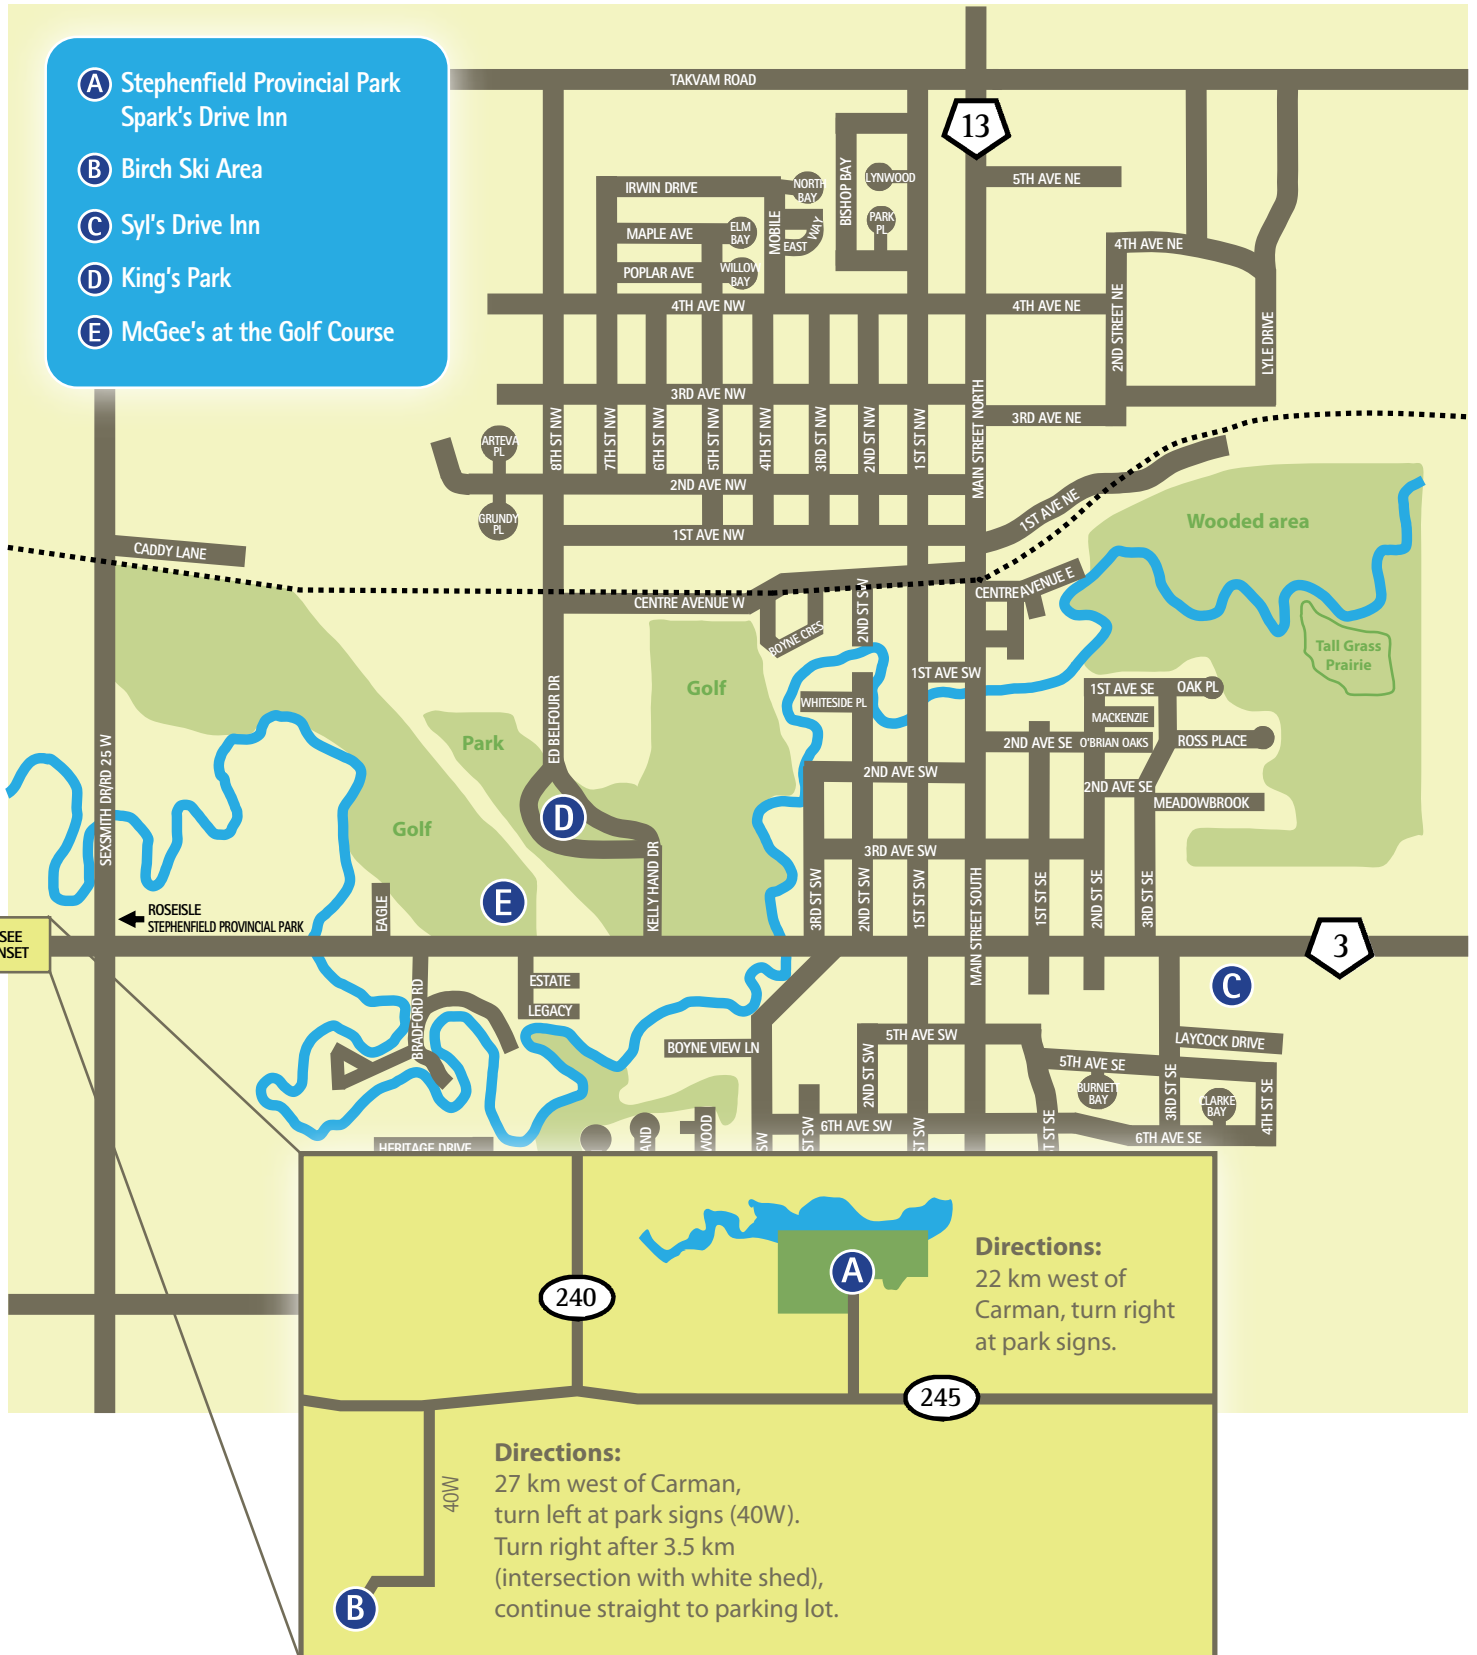 A Stephenfield Provincial Park
Spark's Drive Inn
B Birch Ski Area
C Syl's Drive Inn
D King's Park
E McGee's at the Golf Course
TAKVAM ROAD
13
5TH AVE NE
BISHOP BAY
LYNWOOD
PARK
PL
IRWIN DRIVE
NORTH
BAY
MAPLE AVE
ELM
BAY
MOBILE
EAST
WAY
POPLAR AVE
WILLOW
BAY
4TH AVE NE
4TH AVE NW
4TH AVE NE
2ND STREET NE
LYLE DRIVE
3RD AVE NW
3RD AVE NE
8TH ST NW
7TH ST NW
6TH ST NW
5TH ST NW
4TH ST NW
3RD ST NW
2ND ST NW
1ST ST NW
MAIN STREET NORTH
ARTEVA
PL
2ND AVE NW
GRUNDY
PL
1ST AVE NW
1ST AVE NE
Wooded area
CADDY LANE
CENTRE AVENUE W
CENTRE AVENUE E
BOYNE CRES
2ND ST SW
Tall Grass
Prairie
1ST AVE SW
Golf
ED BELFOUR DR
WHITESIDE PL
1ST AVE SE
OAK PL
MACKENZIE
2ND AVE SE
O'BRIAN OAKS
ROSS PLACE
Park
SEXSMITH DR/RD 25 W
2ND AVE SW
2ND AVE SE
MEADOWBROOK
D
Golf
3RD AVE SW
KELLY HAND DR
E
EAGLE
3RD ST SW
2ND ST SW
1ST ST SW
MAIN STREET SOUTH
1ST ST SE
2ND ST SE
3RD ST SE
ROSEISLE
STEPHENFIELD PROVINCIAL PARK
SEE
NSET
3
C
BRADFORD RD
ESTATE
LEGACY
BOYNE VIEW LN
5TH AVE SW
2ND ST SW
LAYCOCK DRIVE
5TH AVE SE
BURNETT
BAY
3RD ST SE
CLARKE
BAY
4TH ST SE
6TH AVE SW
6TH AVE SE
HERITAGE DRIVE
AND
WOOD
SW
ST SW
ST SW
ST SE
240
A
Directions:
22 km west of
Carman, turn right
at park signs.
245
40W
B
Directions:
27 km west of Carman,
turn left at park signs (40W).
Turn right after 3.5 km
(intersection with white shed),
continue straight to parking lot.